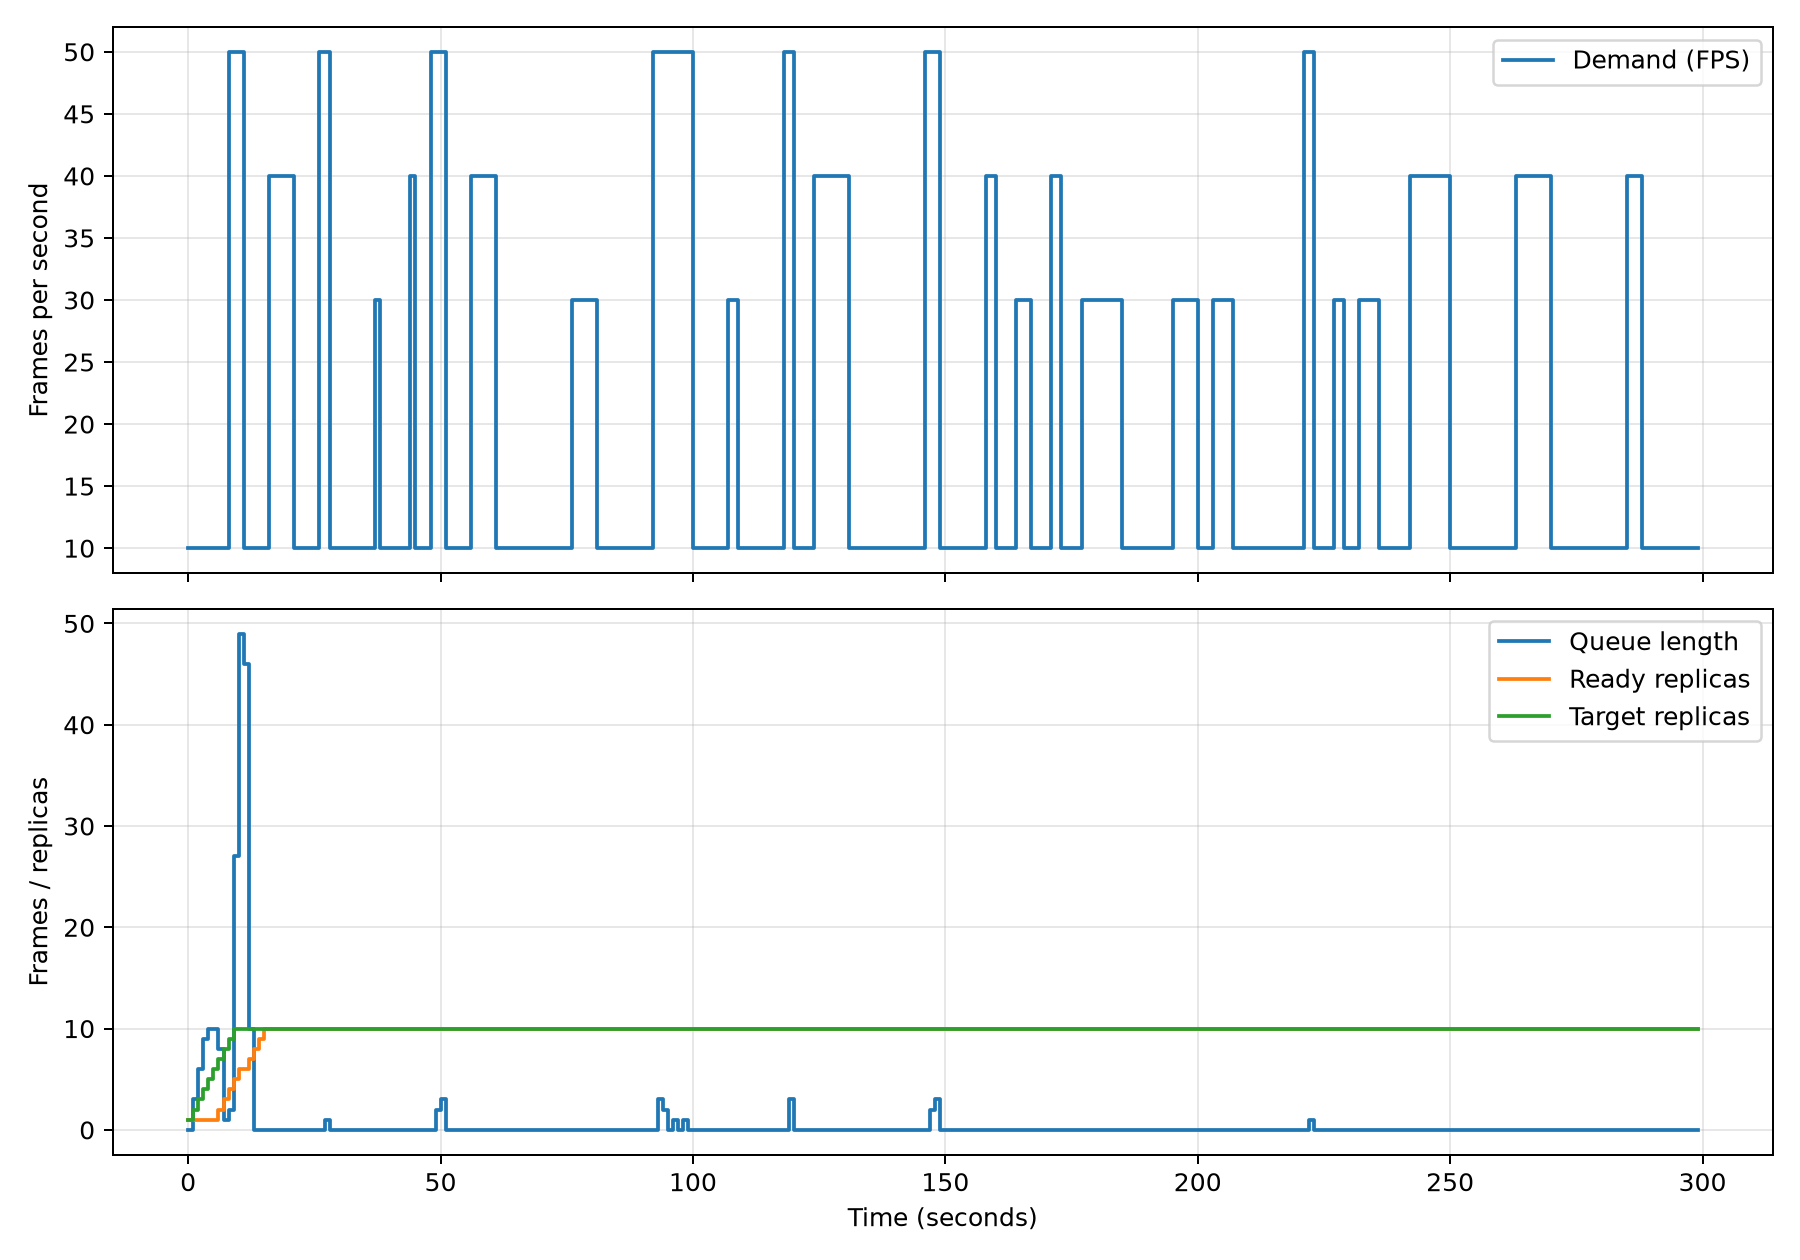 Demand (FPS)
Frames per second
50
45
40
35
30
25
20
15
10
Queue length
Ready replicas
Target replicas
Frames / replicas
50
40
30
20
10
0
0 50 100 150 200 250 300
Time (seconds)